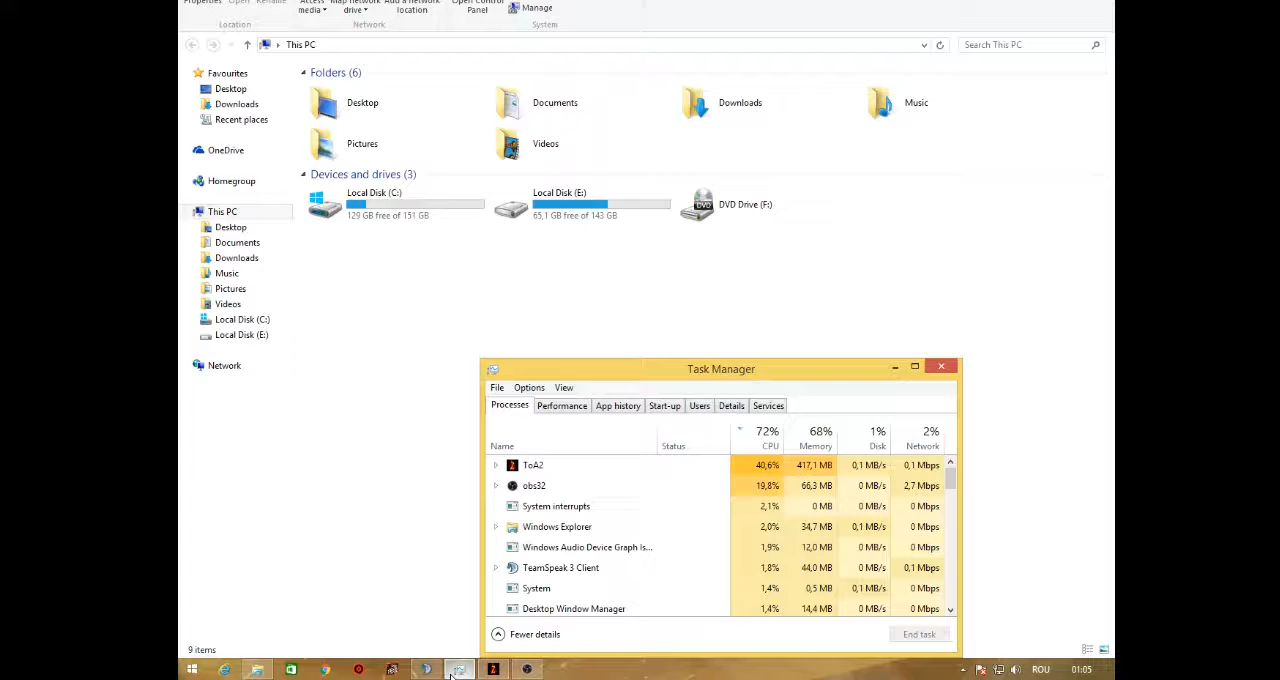 Properties Open Rename Access Map network Add a network Open Control Manage
media ▾ drive ▾ location Panel
Location Network System
This PC Search This PC
Favourites
Desktop
Downloads
Recent places
OneDrive
Homegroup
This PC
Desktop
Documents
Downloads
Music
Pictures
Videos
Local Disk (C:)
Local Disk (E:)
Network
Folders (6)
Desktop Documents Downloads Music
Pictures Videos
Devices and drives (3)
Local Disk (C:)
129 GB free of 151 GB
Local Disk (E:)
65,1 GB free of 143 GB
DVD DVD Drive (F:)
Task Manager
File Options View
Processes Performance App history Start-up Users Details Services
72% 68% 1% 2%
Name Status CPU Memory Disk Network
ToA2 40,6% 417,1 MB 0,1 MB/s 0,1 Mbps
obs32 19,8% 66,3 MB 0 MB/s 2,7 Mbps
System interrupts 2,1% 0 MB 0 MB/s 0 Mbps
Windows Explorer 2,0% 34,7 MB 0 MB/s 0 Mbps
Windows Audio Device Graph Is... 1,9% 12,0 MB 0 MB/s 0 Mbps
TeamSpeak 3 Client 1,8% 44,0 MB 0 MB/s 0,1 Mbps
System 1,4% 0,5 MB 0,1 MB/s 0 Mbps
Desktop Window Manager 1,4% 14,4 MB 0 MB/s 0 Mbps
Fewer details End task
9 items
ROU 01:05